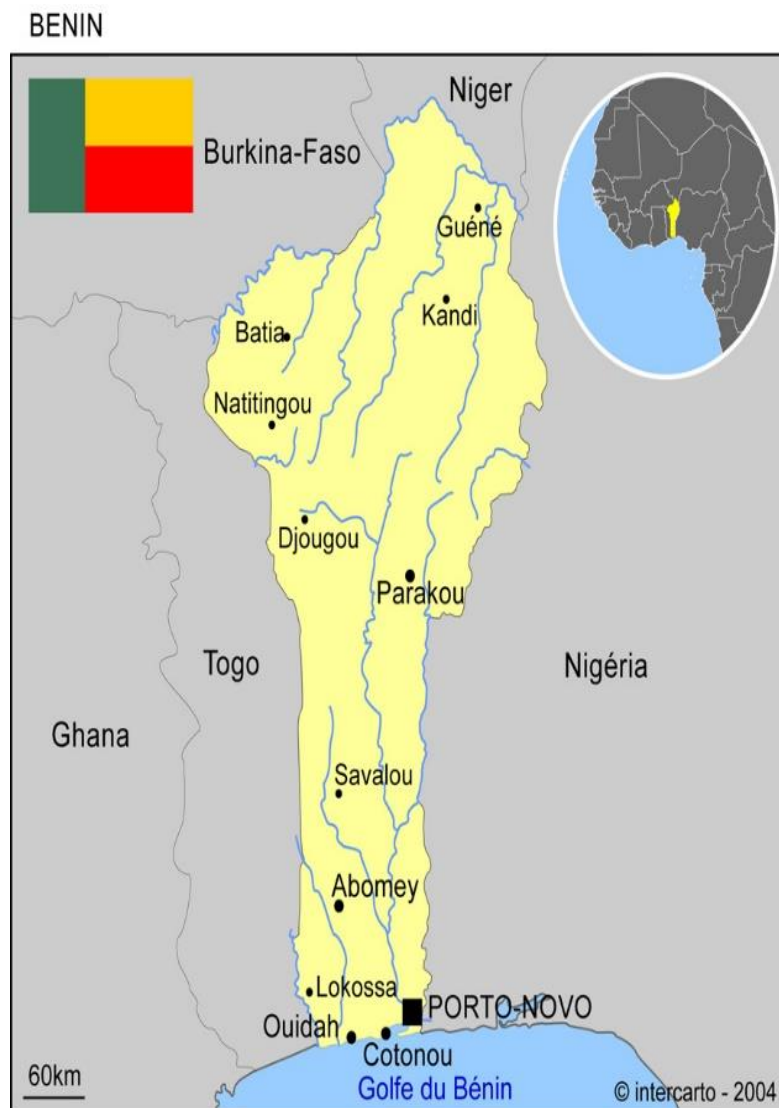 BENIN
Niger
Burkina-Faso
Guéné
Kandi
Batia
Natitingou
Djougou
Parakou
Togo
Nigéria
Ghana
Savalou
Abomey
Lokossa
PORTO-NOVO
Ouidah
Cotonou
60km
Golfe du Bénin
© intercarto - 2004